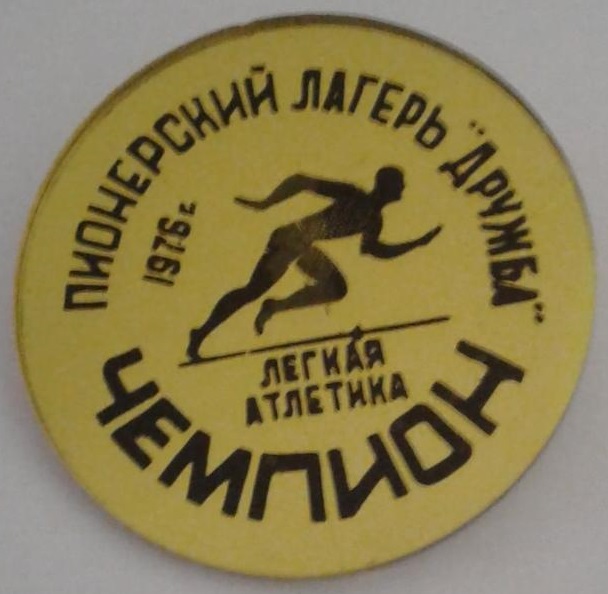 ПИОНЕРСКИЙ ЛАГЕРЬ "ДРУЖБА"
1976г.
ЛЕГКАЯ
АТЛЕТИКА
ЧЕМПИОН